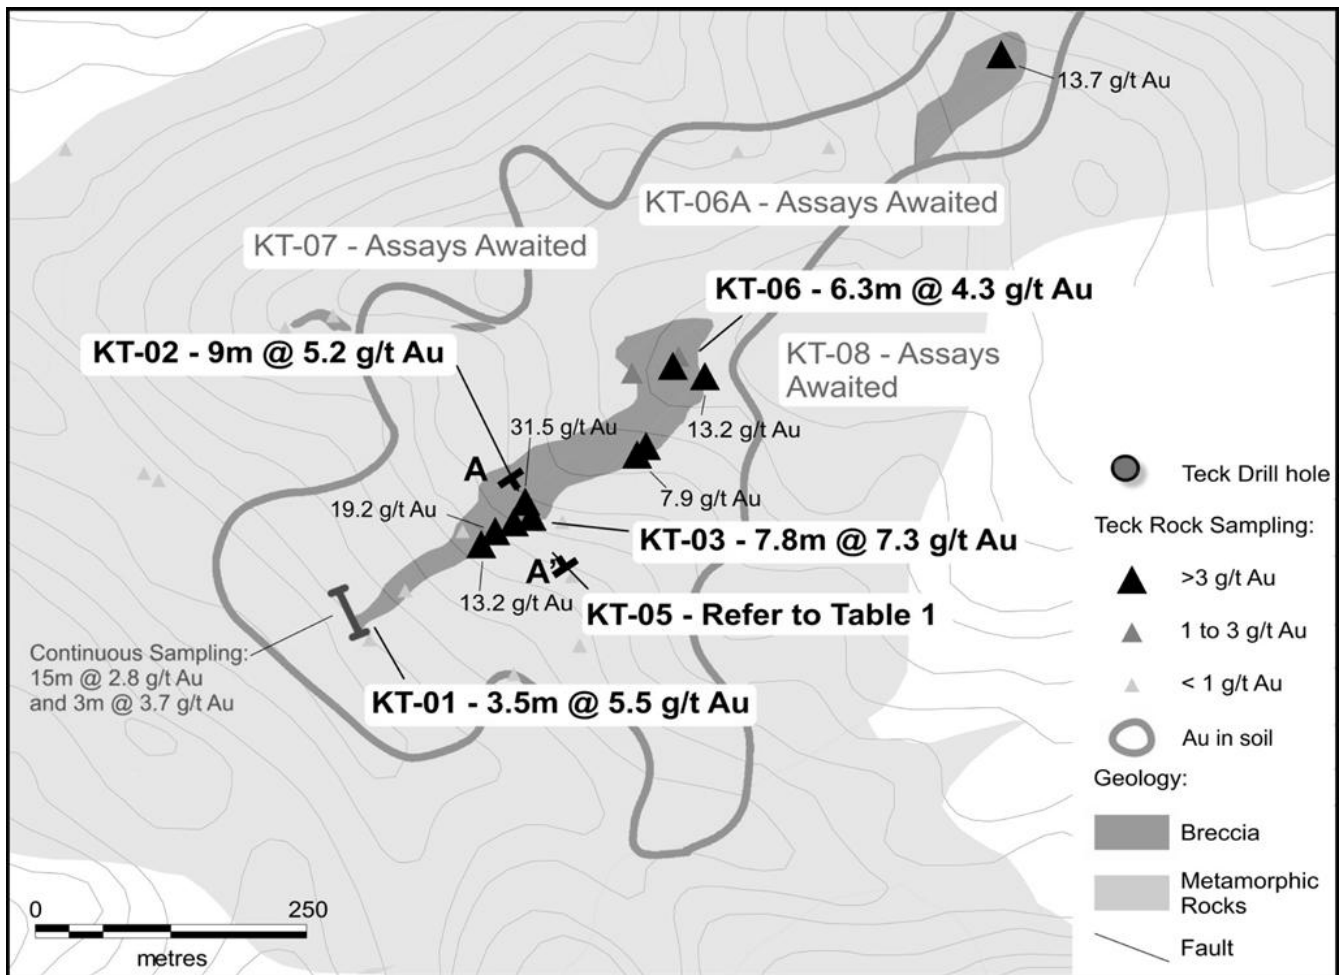 13.7 g/t Au
KT-06A - Assays Awaited
KT-07 - Assays Awaited
KT-06 - 6.3m @ 4.3 g/t Au
KT-02 - 9m @ 5.2 g/t Au
KT-08 - Assays
Awaited
31.5 g/t Au
13.2 g/t Au
A
7.9 g/t Au
19.2 g/t Au
KT-03 - 7.8m @ 7.3 g/t Au
A'
13.2 g/t Au
KT-05 - Refer to Table 1
Continuous Sampling:
15m @ 2.8 g/t Au
and 3m @ 3.7 g/t Au
KT-01 - 3.5m @ 5.5 g/t Au
0 250
metres
Teck Drill hole
Teck Rock Sampling:
>3 g/t Au
1 to 3 g/t Au
< 1 g/t Au
Au in soil
Geology:
Breccia
Metamorphic
Rocks
Fault